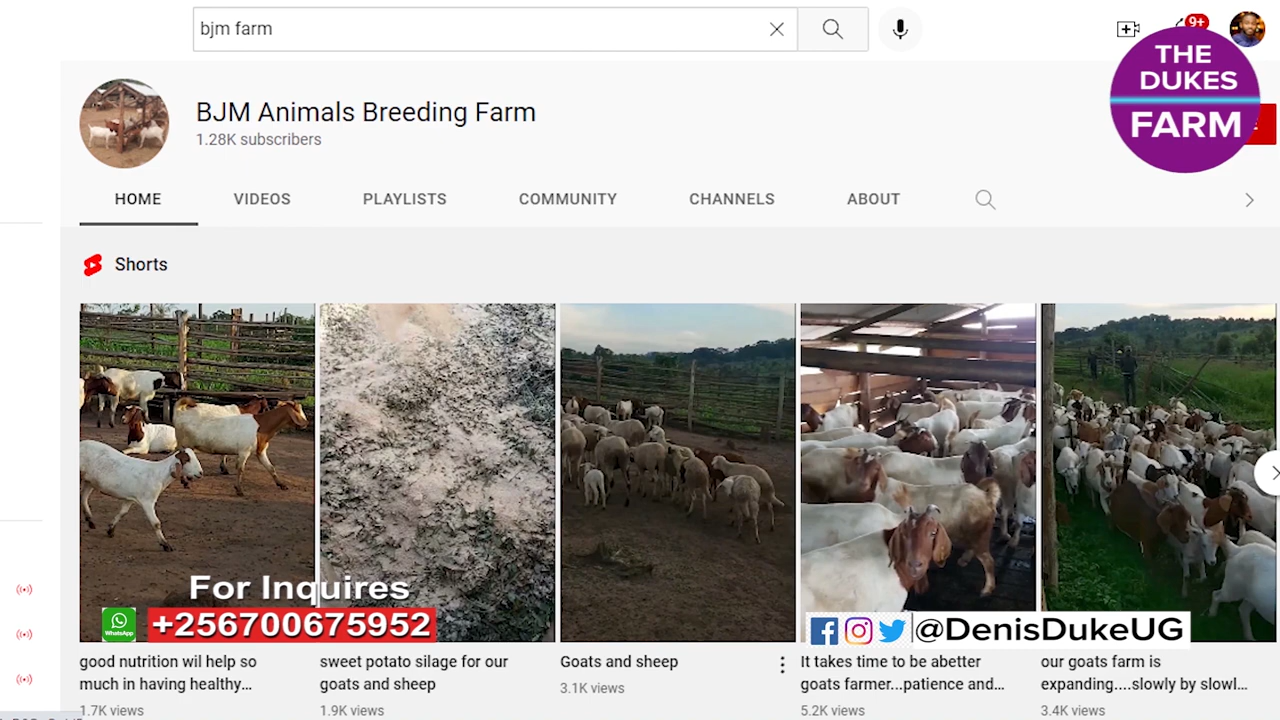 bjm farm
9+
THE
DUKES
FARM
BJM Animals Breeding Farm
1.28K subscribers
HOME
VIDEOS
PLAYLISTS
COMMUNITY
CHANNELS
ABOUT
Shorts
For Inquires
WhatsApp
+256700675952
@DenisDukeUG
good nutrition wil help so
much in having healthy...
1.7K views
sweet potato silage for our
goats and sheep
1.9K views
Goats and sheep
3.1K views
It takes time to be abetter
goats farmer...patience and...
5.2K views
our goats farm is
expanding....slowly by slowl...
3.4K views